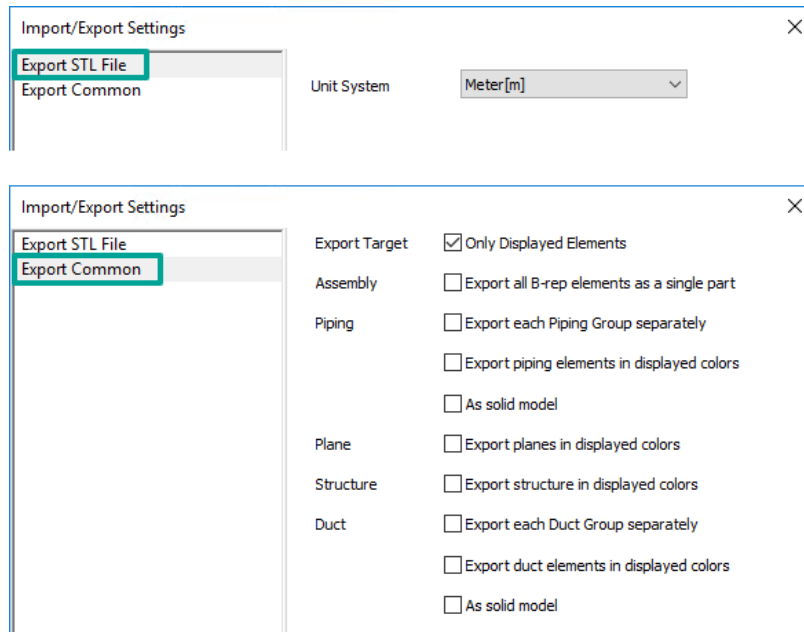 Import/Export Settings
Export STL File
Export Common
Unit System Meter[m]
Import/Export Settings
Export STL File
Export Common
Export Target Only Displayed Elements
Assembly Export all B-rep elements as a single part
Piping Export each Piping Group separately
Export piping elements in displayed colors
As solid model
Plane Export planes in displayed colors
Structure Export structure in displayed colors
Duct Export each Duct Group separately
Export duct elements in displayed colors
As solid model